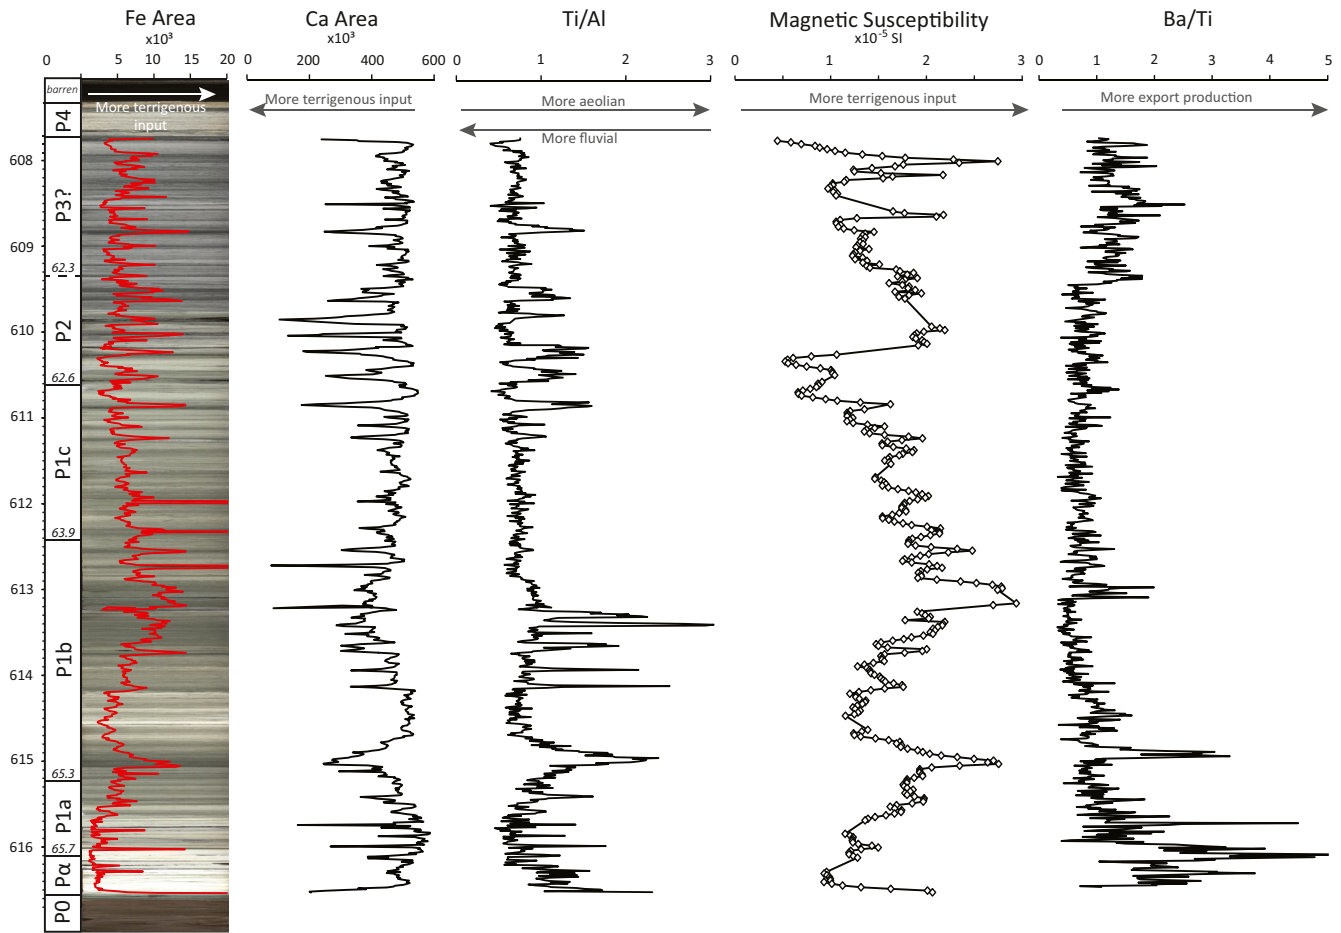 Fe Area
x10³
0 5 10 15 20
Ca Area
x10³
0 200 400 600
Ti/Al
0 1 2 3
Magnetic Susceptibility
x10⁻⁵ SI
0 1 2 3
Ba/Ti
0 1 2 3 4 5
barren
More terrigenous
input
More terrigenous input
More aeolian
More fluvial
More terrigenous input
More export production
P4
608
P3?
609
62.3
P2
610
62.6
611
P1c
612
63.9
613
P1b
614
615
65.3
P1a
65.7
616
Pα
P0